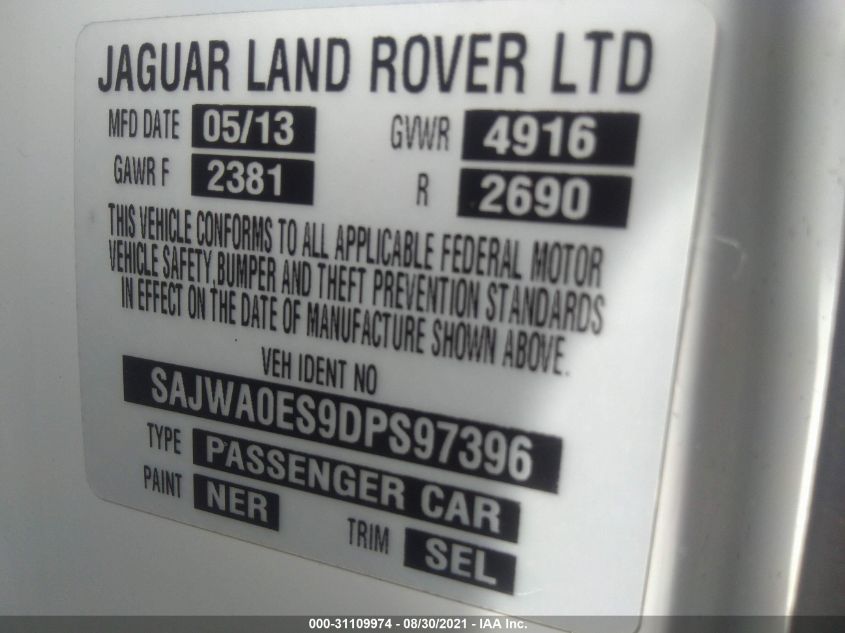 JAGUAR LAND ROVER LTD
MFD DATE 05/13 GVWR 4916
GAWR F 2381 R 2690
THIS VEHICLE CONFORMS TO ALL APPLICABLE FEDERAL MOTOR
VEHICLE SAFETY,BUMPER AND THEFT PREVENTION STANDARDS
IN EFFECT ON THE DATE OF MANUFACTURE SHOWN ABOVE.
VEH IDENT NO
SAJWA0ES9DPS97396
TYPE PASSENGER CAR
PAINT NER TRIM SEL
000-31109974 - 08/30/2021 - IAA Inc.